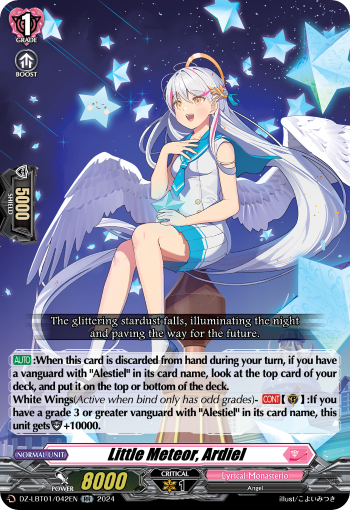 1
GRADE
BOOST
5000
SHIELD
The glittering stardust falls, illuminating the night
and paving the way for the future.
AUTO:When this card is discarded from hand during your turn, if you have
a vanguard with "Alestiel" in its card name, look at the top card of your
deck, and put it on the top or bottom of the deck.
White Wings(Active when bind only has odd grades)- CONT【 】:If you
have a grade 3 or greater vanguard with "Alestiel" in its card name, this
unit gets +10000.
NORMAL UNIT
Little Meteor, Ardiel
POWER 8000
CRITICAL
1
Lyrical Monasterio
Angel
D-DZ-LBT01/042EN RR 2024
illust/こよいみつき